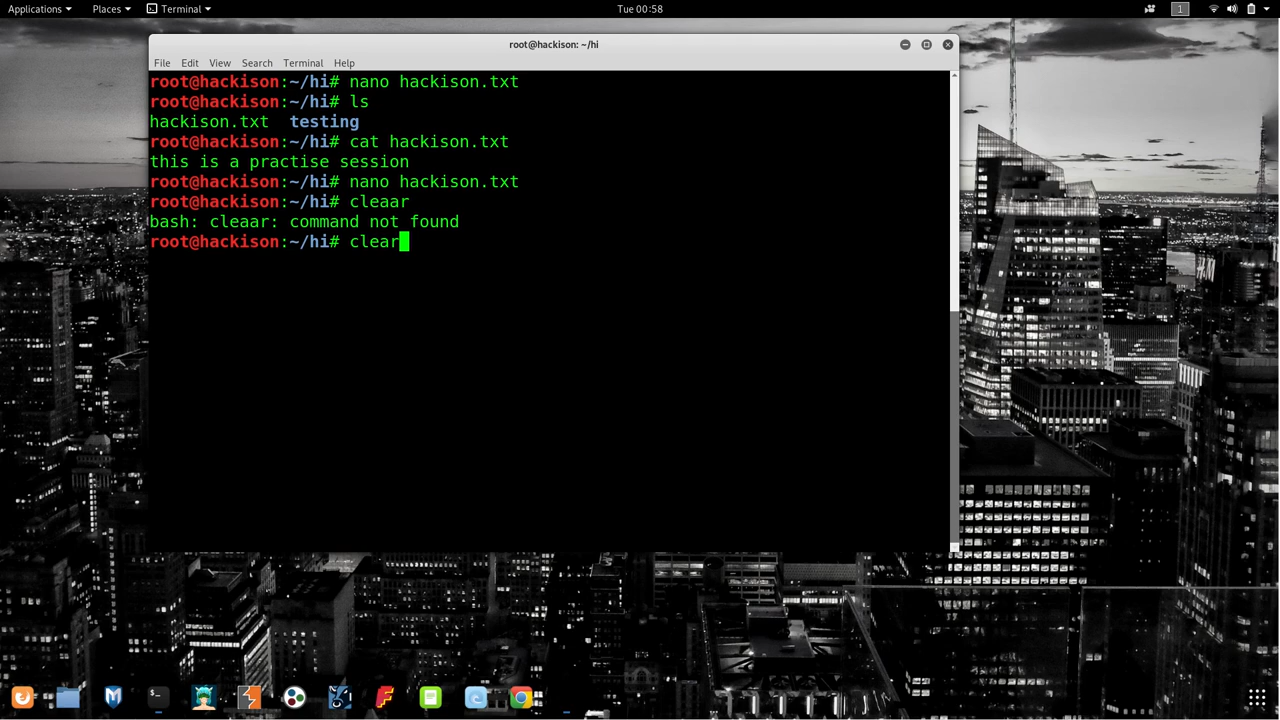 Applications Places Terminal Tue 00:58 1
root@hackison: ~/hi
File Edit View Search Terminal Help
root@hackison:~/hi# nano hackison.txt
root@hackison:~/hi# ls
hackison.txt  testing
root@hackison:~/hi# cat hackison.txt
this is a practise session
root@hackison:~/hi# nano hackison.txt
root@hackison:~/hi# cleaar
bash: cleaar: command not found
root@hackison:~/hi# clear